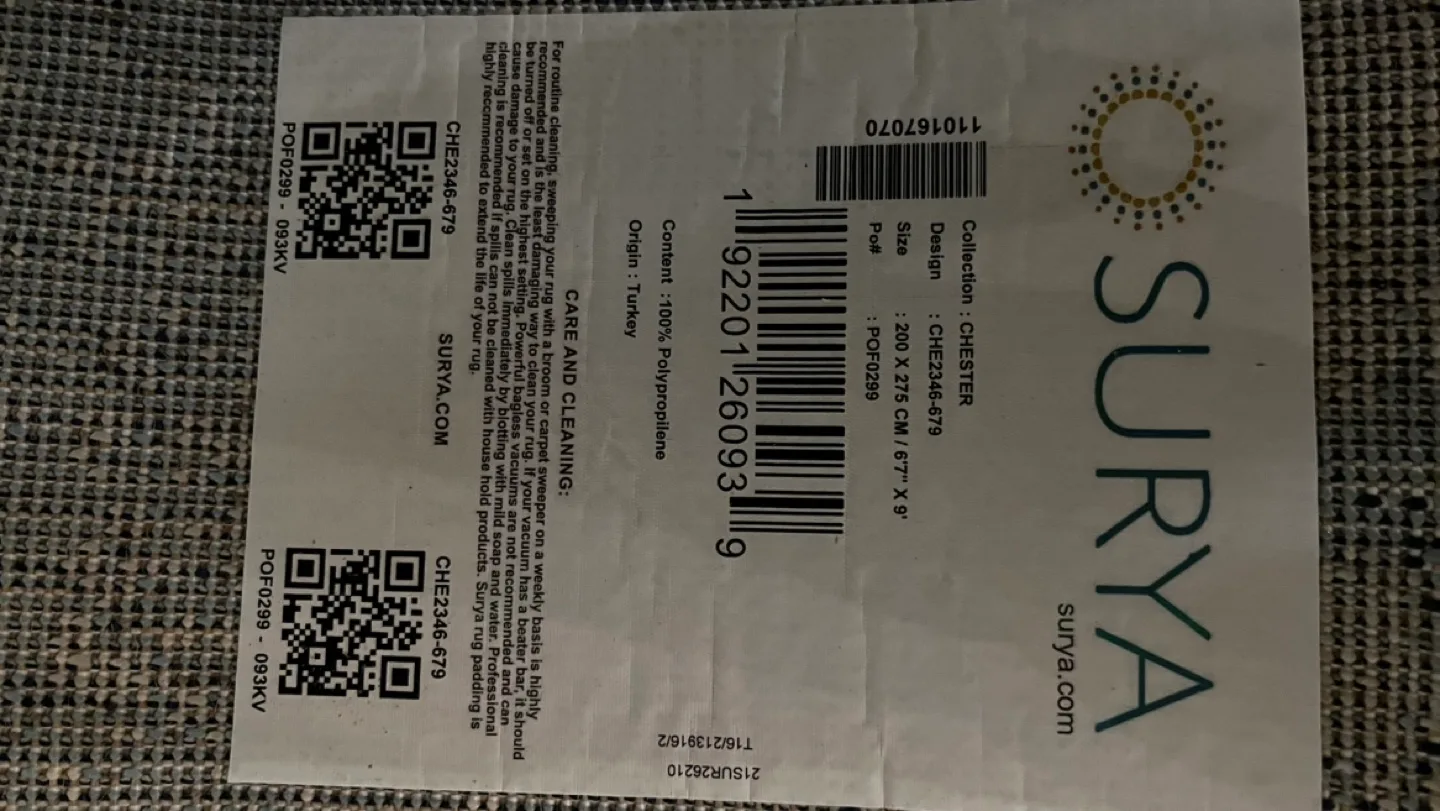 SURYA
surya.com
110167070
Collection : CHESTER
Design : CHE2346-679
Size : 200 X 275 CM / 6'7" X 9'
Po# : POF0299
1 92201 26093 9
Content :100% Polypropilene
Origin : Turkey
21SUR26210
T16/213916/2
CARE AND CLEANING:
For routine cleaning, sweeping your rug with a broom or carpet sweeper on a weekly basis is highly
recommended and is the least damaging way to clean your rug. If your vacuum has a beater bar, it should
be turned off or set on the highest setting. Powerful bagless vacuums are not recommended and can
cause damage to your rug. Clean spills immediately by blotting with mild soap and water. Professional
cleaning is recommended if spills can not be cleaned with house hold products. Surya rug padding is
highly recommended to extend the life of your rug.
CHE2346-679
SURYA.COM
CHE2346-679
POF0299 - 093KV
POF0299 - 093KV